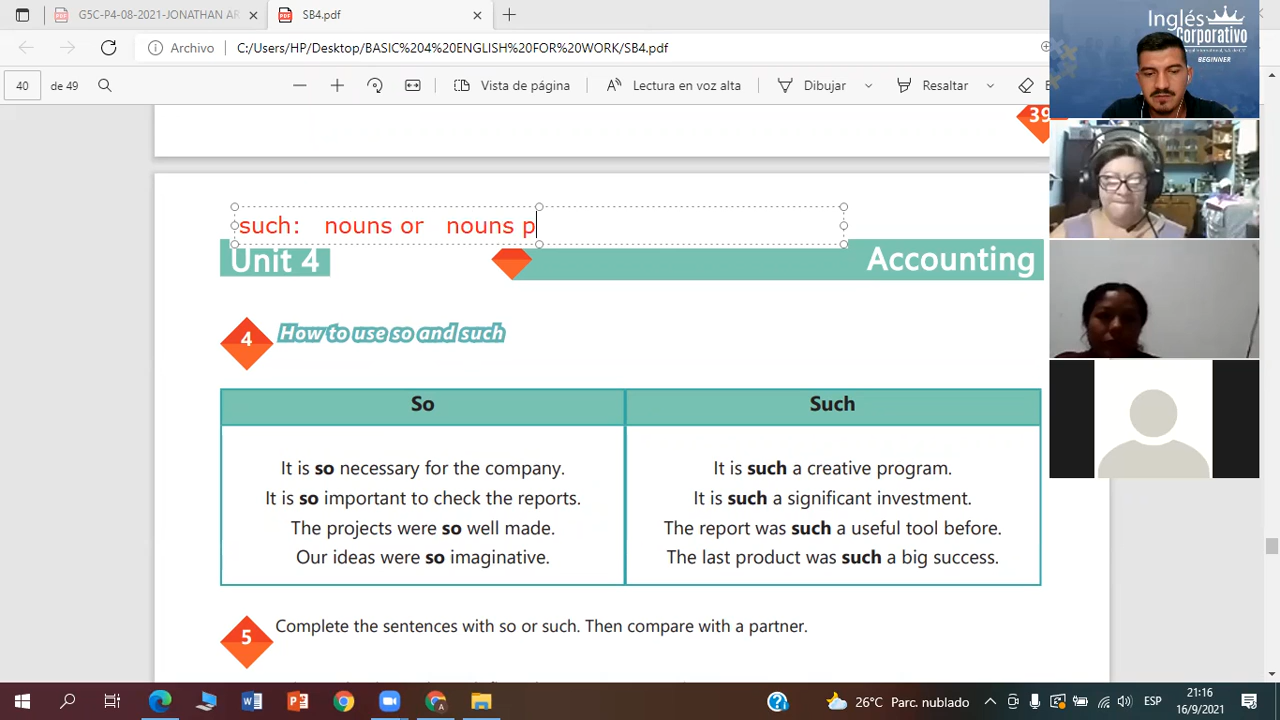 G5C-P4-08-2021-JONATHAN AR
SB4.pdf
Archivo
C:/Users/HP/Desktop/BASIC%204%20ENGLISH%20FOR%20WORK/SB4.pdf
40
de 49
Vista de página
Lectura en voz alta
Dibujar
Resaltar
39
such: nouns or nouns p
Unit 4
Accounting
4
How to use so and such
So
Such
It is so necessary for the company.
It is so important to check the reports.
The projects were so well made.
Our ideas were so imaginative.
It is such a creative program.
It is such a significant investment.
The report was such a useful tool before.
The last product was such a big success.
5
Complete the sentences with so or such. Then compare with a partner.
Inglés
Corporativo
BEGINNER
26°C Parc. nublado
ESP
21:16
16/9/2021